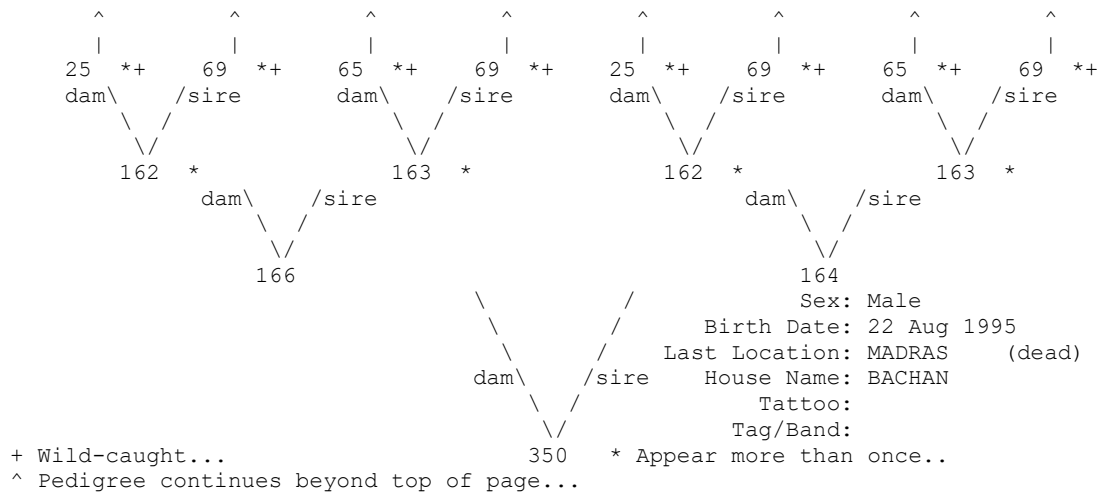 ^ ^ ^ ^ ^ ^ ^ ^
| | | | | | | |
25 *+ 69 *+ 65 *+ 69 *+ 25 *+ 69 *+ 65 *+ 69 *+
dam\ /sire dam\ /sire dam\ /sire dam\ /sire
\ / \ / \ / \ /
\/ \/ \/ \/
162 * 163 * 162 * 163 *
dam\ /sire dam\ /sire
\ / \ /
\/ \/
166 164
\ / Sex: Male
\ / Birth Date: 22 Aug 1995
\ / Last Location: MADRAS (dead)
dam\ /sire House Name: BACHAN
\ / Tattoo:
\/ Tag/Band:
+ Wild-caught... 350 * Appear more than once..
^ Pedigree continues beyond top of page...